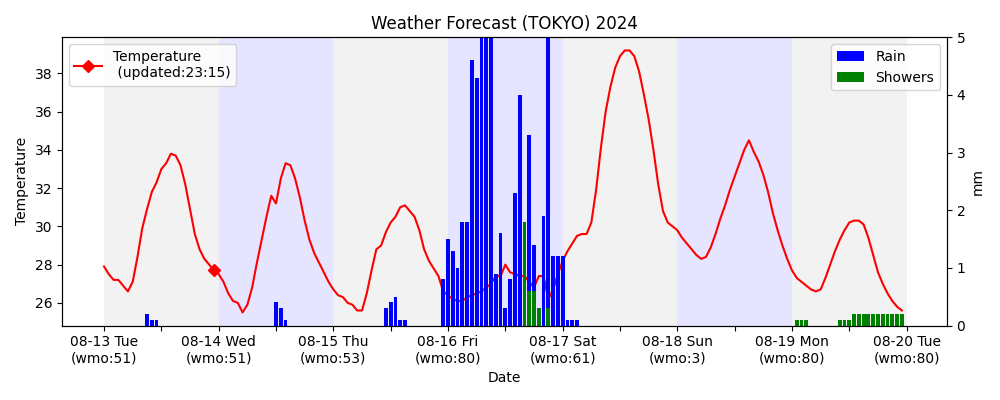 Weather Forecast (TOKYO) 2024
Temperature
(updated:23:15)
Rain
Showers
38
36
34
32
30
28
26
Temperature
5
4
3
2
1
0
mm
08-13 Tue
(wmo:51)
08-14 Wed
(wmo:51)
08-15 Thu
(wmo:53)
08-16 Fri
(wmo:80)
08-17 Sat
(wmo:61)
08-18 Sun
(wmo:3)
08-19 Mon
(wmo:80)
08-20 Tue
(wmo:80)
Date